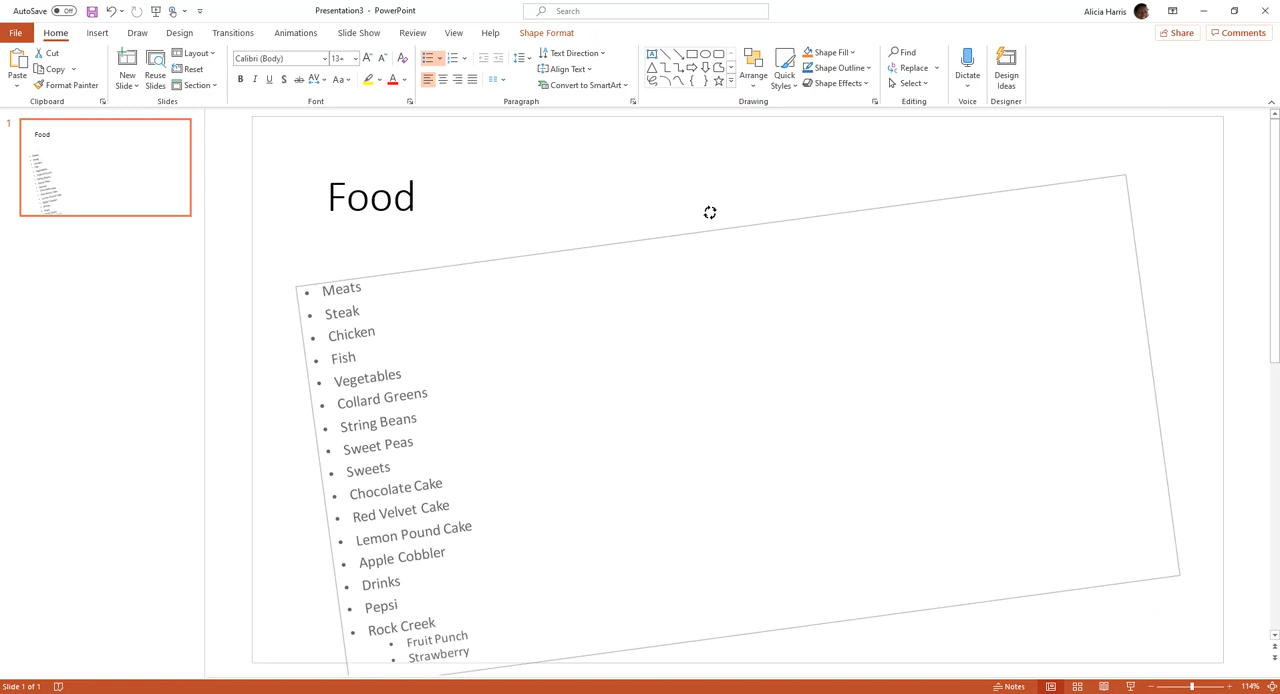 AutoSave Off
Presentation3 - PowerPoint
Search
Alicia Harris
File Home Insert Draw Design Transitions Animations Slide Show Review View Help Shape Format
Share Comments
Paste
Cut
Copy
Format Painter
Clipboard
New Slide
Reuse Slides
Layout
Reset
Section
Slides
Calibri (Body) 13+
B I U S ab AV Aa A
Font
Text Direction
Align Text
Convert to SmartArt
Paragraph
Arrange
Quick Styles
Shape Fill
Shape Outline
Shape Effects
Drawing
Find
Replace
Select
Editing
Dictate
Voice
Design Ideas
Designer
1
Food
Food
• Meats
• Steak
• Chicken
• Fish
• Vegetables
• Collard Greens
• String Beans
• Sweet Peas
• Sweets
• Chocolate Cake
• Red Velvet Cake
• Lemon Pound Cake
• Apple Cobbler
• Drinks
• Pepsi
• Rock Creek
• Fruit Punch
• Strawberry
Slide 1 of 1
Notes
114%